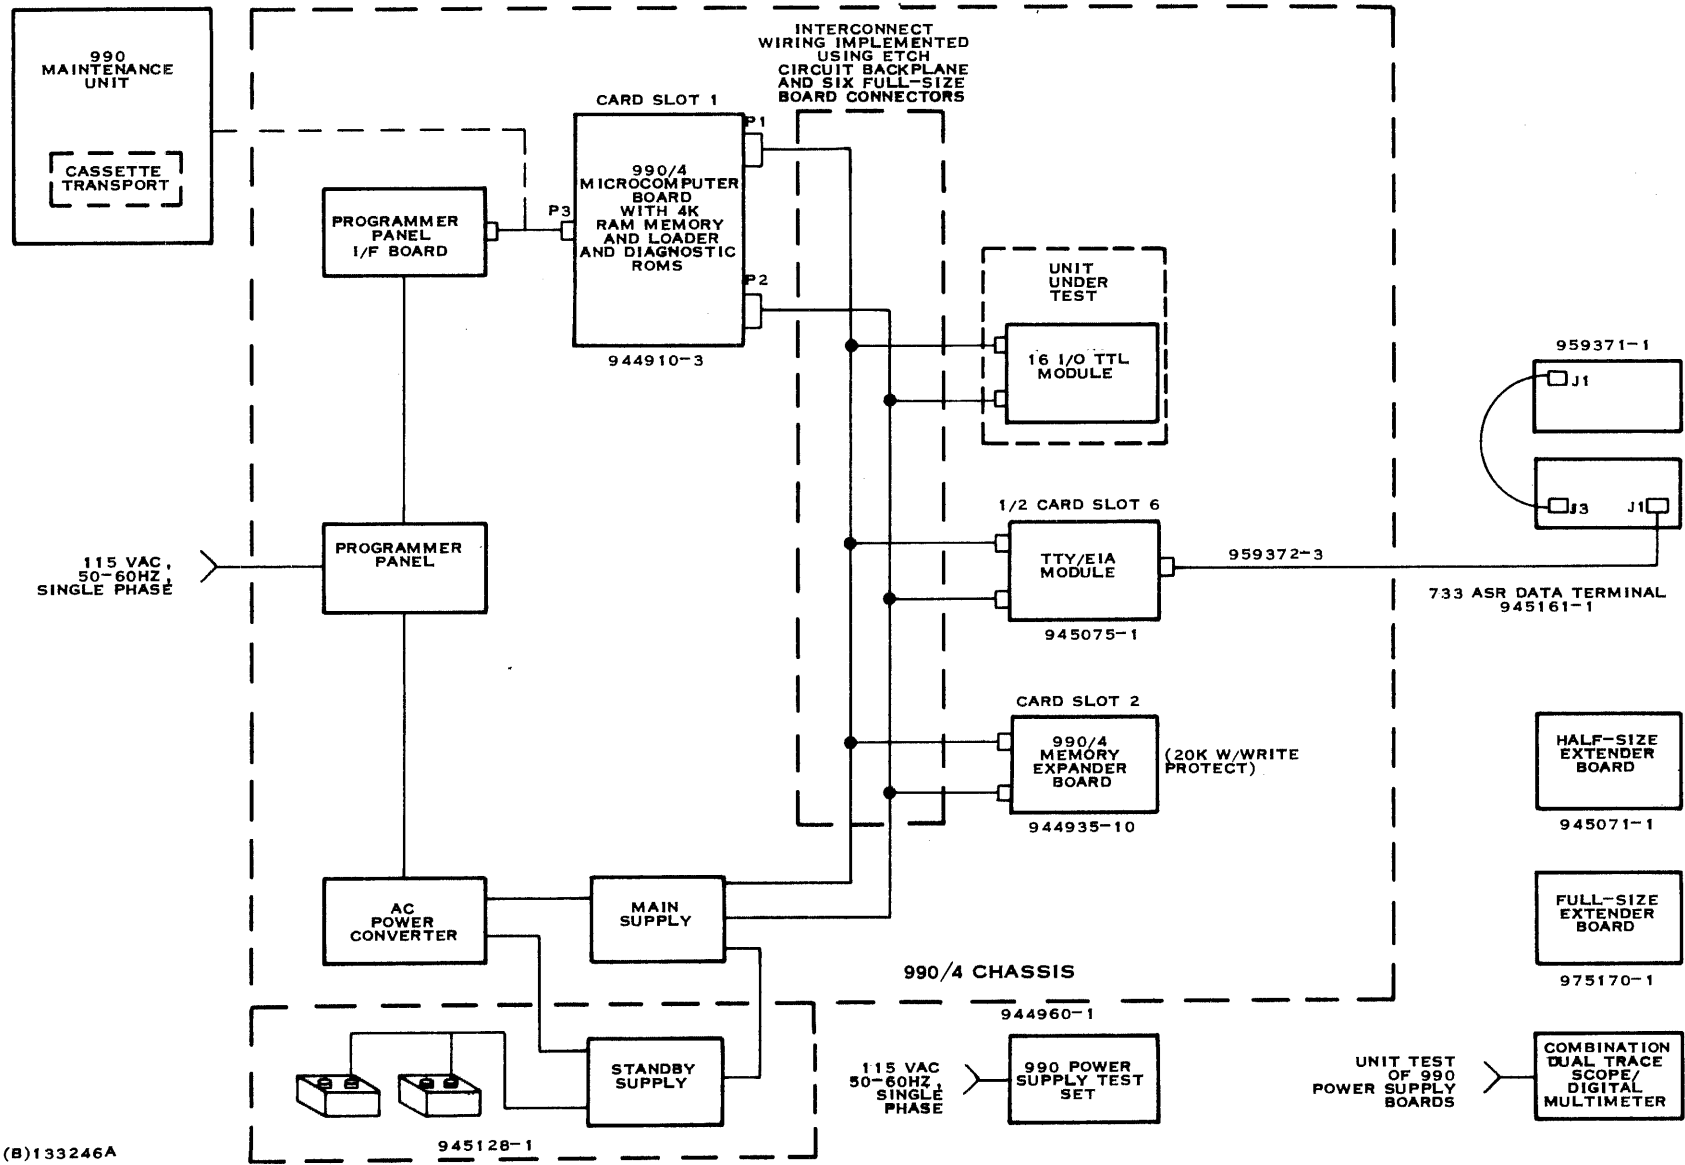 990
MAINTENANCE
UNIT
CASSETTE
TRANSPORT
INTERCONNECT
WIRING IMPLEMENTED
USING ETCH
CIRCUIT BACKPLANE
AND SIX FULL-SIZE
BOARD CONNECTORS
CARD SLOT 1
P1
990/4
MICROCOMPUTER
BOARD
WITH 4K
RAM MEMORY
AND LOADER
AND DIAGNOSTIC
ROMS
P3
P2
944910-3
PROGRAMMER
PANEL
I/F BOARD
UNIT
UNDER
TEST
16 I/O TTL
MODULE
959371-1
J1
J3
J1
1/2 CARD SLOT 6
TTY/EIA
MODULE
945075-1
959372-3
733 ASR DATA TERMINAL
945161-1
115 VAC,
50-60HZ,
SINGLE PHASE
PROGRAMMER
PANEL
CARD SLOT 2
990/4
MEMORY
EXPANDER
BOARD
(20K W/WRITE
PROTECT)
944935-10
HALF-SIZE
EXTENDER
BOARD
945071-1
AC
POWER
CONVERTER
MAIN
SUPPLY
FULL-SIZE
EXTENDER
BOARD
975170-1
990/4 CHASSIS
944960-1
STANDBY
SUPPLY
945128-1
115 VAC
50-60HZ,
SINGLE
PHASE
990 POWER
SUPPLY TEST
SET
UNIT TEST
OF 990
POWER SUPPLY
BOARDS
COMBINATION
DUAL TRACE
SCOPE/
DIGITAL
MULTIMETER
(B)133246A